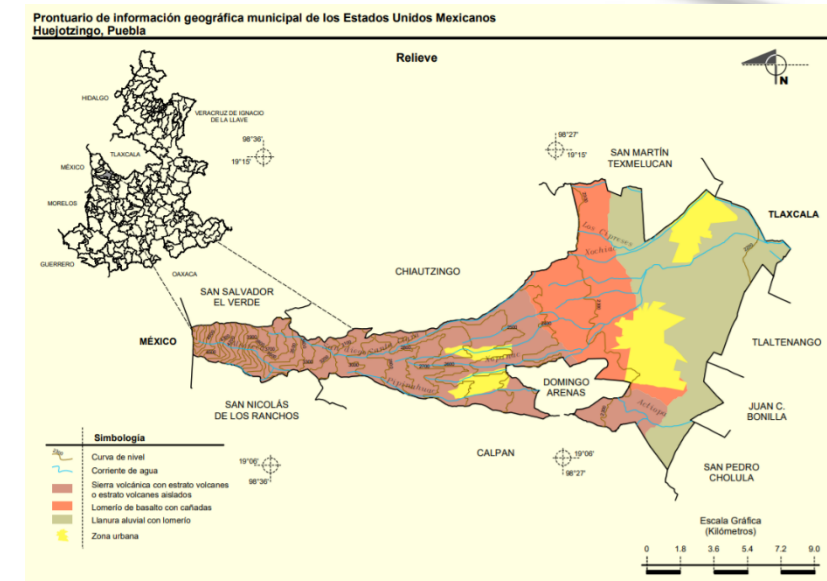 Prontuario de información geográfica municipal de los Estados Unidos Mexicanos
Huejotzingo, Puebla
Relieve
N
HIDALGO
VERACRUZ DE IGNACIO
DE LA LLAVE
TLAXCALA
MÉXICO
MORELOS
GUERRERO
OAXACA
98°36'
19°15'
98°27'
19°15'
SAN MARTÍN
TEXMELUCAN
TLAXCALA
Los Cipreses
Xochia
CHIAUTZINGO
SAN SALVADOR
EL VERDE
MÉXICO
TLALTENANGO
DOMINGO
ARENAS
JUAN C.
BONILLA
SAN NICOLÁS
DE LOS RANCHOS
CALPAN
SAN PEDRO
CHOLULA
19°06'
98°36'
19°06'
98°27'
Simbología
Curva de nivel
Corriente de agua
Sierra volcánica con estrato volcanes
o estrato volcanes aislados
Lomerío de basalto con cañadas
Llanura aluvial con lomerío
Zona urbana
Escala Gráfica
(Kilómetros)
0 1.8 3.6 5.4 7.2 9.0